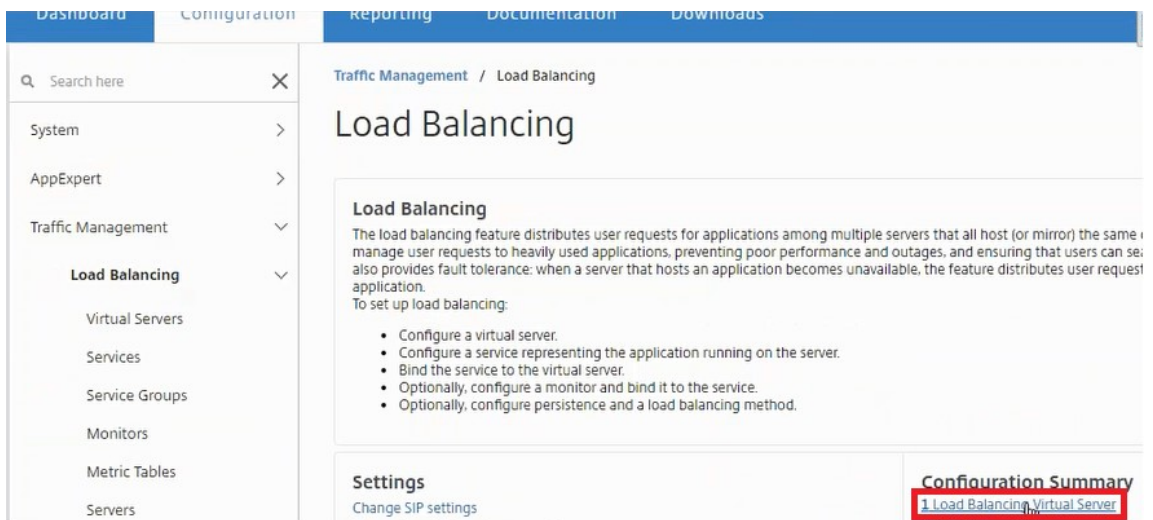 Dashboard
Configuration
Reporting
Documentation
Downloads
Search here
System
AppExpert
Traffic Management
Load Balancing
Virtual Servers
Services
Service Groups
Monitors
Metric Tables
Servers
Traffic Management / Load Balancing
Load Balancing
Load Balancing
The load balancing feature distributes user requests for applications among multiple servers that all host (or mirror) the same
manage user requests to heavily used applications, preventing poor performance and outages, and ensuring that users can
also provides fault tolerance: when a server that hosts an application becomes unavailable, the feature distributes user
application.
To set up load balancing:
• Configure a virtual server.
• Configure a service representing the application running on the server.
• Bind the service to the virtual server.
• Optionally, configure a monitor and bind it to the service.
• Optionally, configure persistence and a load balancing method.
Settings
Change SIP settings
Configuration Summary
1 Load Balancing Virtual Server